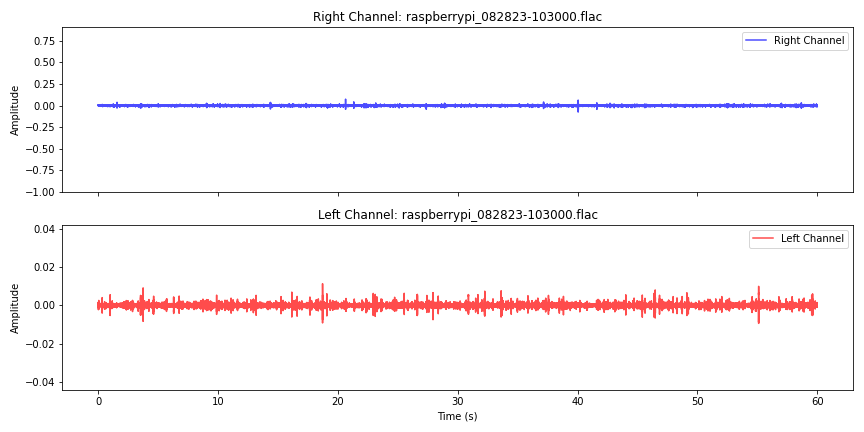 Right Channel: raspberrypi_082823-103000.flac
Right Channel
Amplitude
0.75
0.50
0.25
0.00
−0.25
−0.50
−0.75
−1.00
Left Channel: raspberrypi_082823-103000.flac
Left Channel
Amplitude
0.04
0.02
0.00
−0.02
−0.04
0 10 20 30 40 50 60
Time (s)